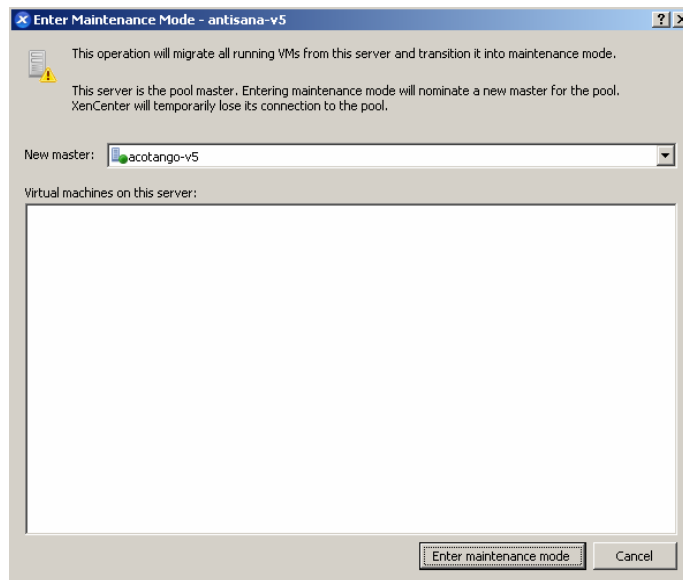 Enter Maintenance Mode - antisana-v5
This operation will migrate all running VMs from this server and transition it into maintenance mode.
This server is the pool master. Entering maintenance mode will nominate a new master for the pool.
XenCenter will temporarily lose its connection to the pool.
New master: acotango-v5
Virtual machines on this server:
Enter maintenance mode Cancel